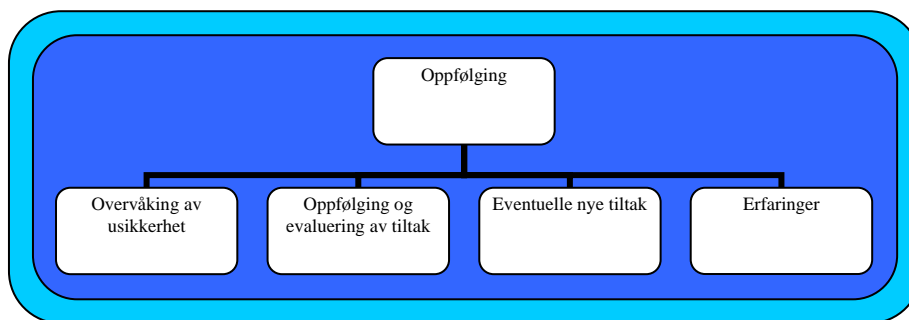 Oppfølging
Overvåking av
usikkerhet
Oppfølging og
evaluering av tiltak
Eventuelle nye tiltak
Erfaringer